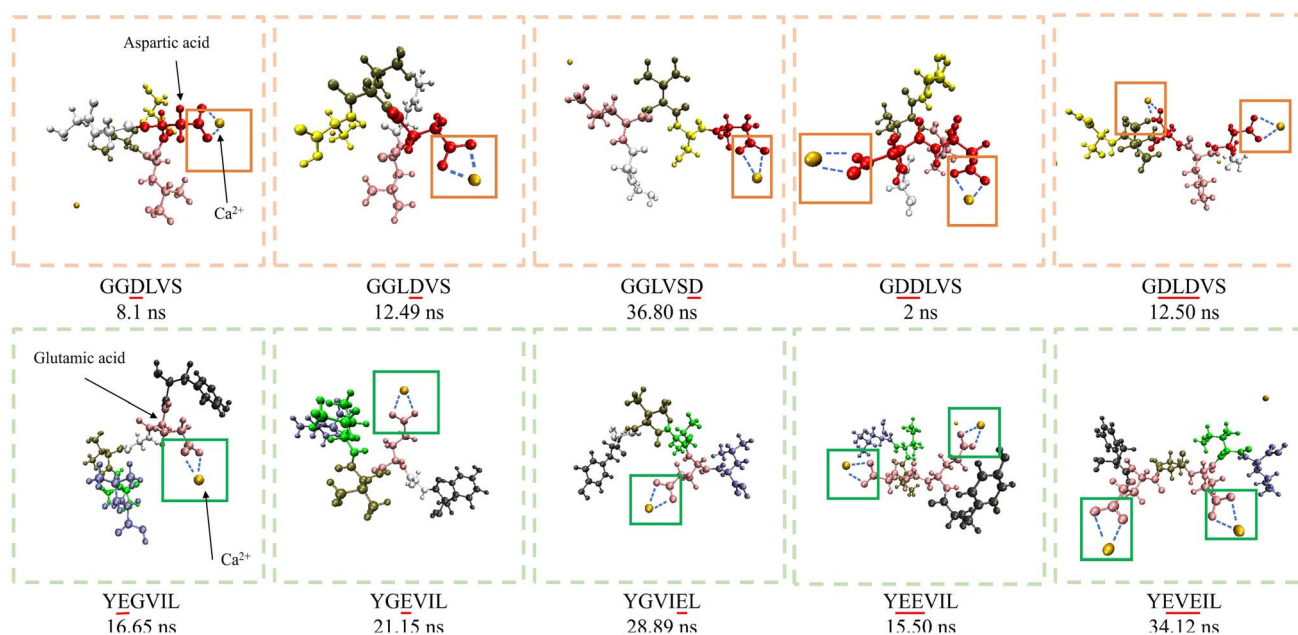 Aspartic acid
Ca²⁺
GGDLVS
8.1 ns
GGLDVS
12.49 ns
GGLVSD
36.80 ns
GDDLVS
2 ns
GDLDVS
12.50 ns
Glutamic acid
Ca²⁺
YEGVIL
16.65 ns
YGEVIL
21.15 ns
YGVIEL
28.89 ns
YEEVIL
15.50 ns
YEVEIL
34.12 ns